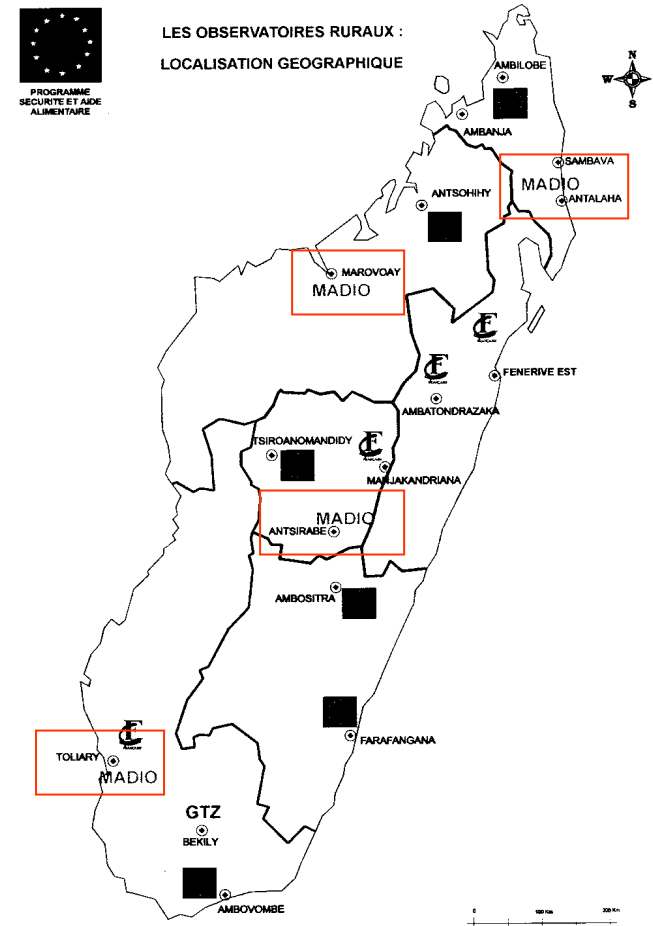 LES OBSERVATOIRES RURAUX :
LOCALISATION GEOGRAPHIQUE
PROGRAMME
SECURITE ET AIDE
ALIMENTAIRE
N
W
S
AMBILOBE
AMBANJA
SAMBAVA
MADIO
ANTALAHA
ANTSOHIHY
MAROVOAY
MADIO
FENERIVE EST
AMBATONDRAZAKA
TSIROANOMANDIDY
MANJAKANDRIANA
MADIO
ANTSIRABE
AMBOSITRA
FARAFANGANA
TOLIARY
MADIO
GTZ
BEKILY
AMBOVOMBE
0 100 Km 200 Km